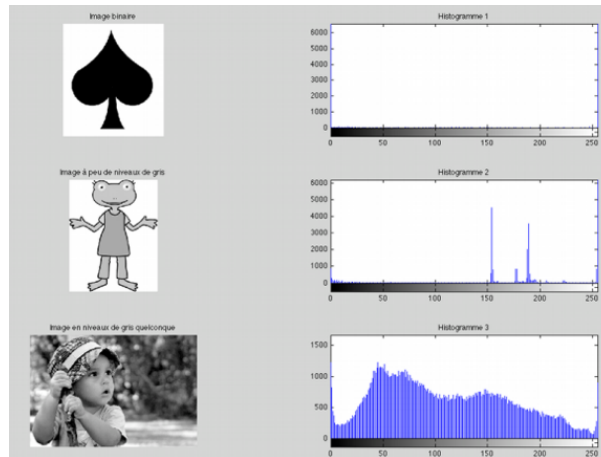 Image binaire
Histogramme 1
6000
5000
4000
3000
2000
1000
0
0 50 100 150 200 250
Image à peu de niveaux de gris
Histogramme 2
6000
5000
4000
3000
2000
1000
0
0 50 100 150 200 250
Image en niveaux de gris quelconque
Histogramme 3
1500
1000
500
0
0 50 100 150 200 250